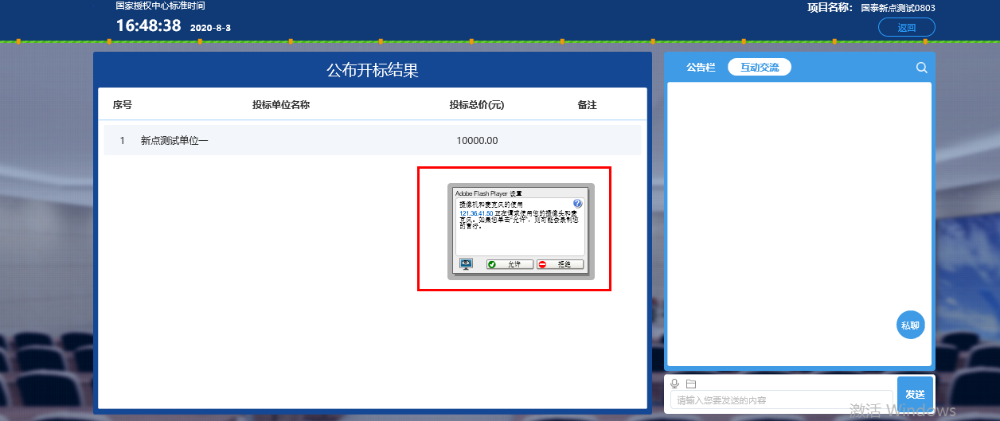 国家授权中心标准时间
16:48:38 2020-8-3
项目名称: 国泰新点测试0803
返回
公布开标结果
序号 投标单位名称 投标总价(元) 备注
1 新点测试单位一 10000.00
Adobe Flash Player 设置
摄像机和麦克风的使用
121.36.41.50 正在请求使用您的摄像头和麦
克风。如果您单击“允许”，则可能会录制您
的言行。
允许 拒绝
公告栏 互动交流
私聊
请输入您要发送的内容
发送
激活 Windows